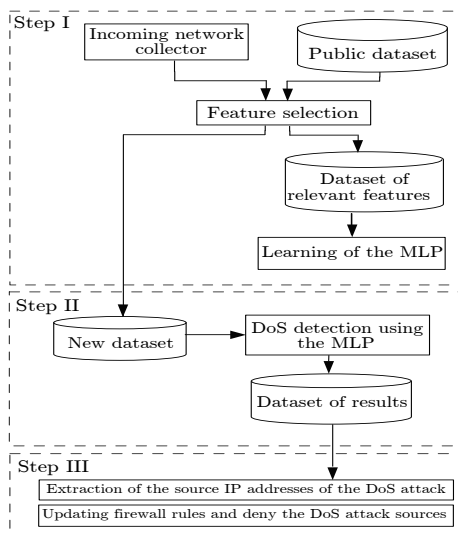 Step I
Incoming network
collector
Public dataset
Feature selection
Dataset of
relevant features
Learning of the MLP
Step II
New dataset
DoS detection using
the MLP
Dataset of results
Step III
Extraction of the source IP addresses of the DoS attack
Updating firewall rules and deny the DoS attack sources